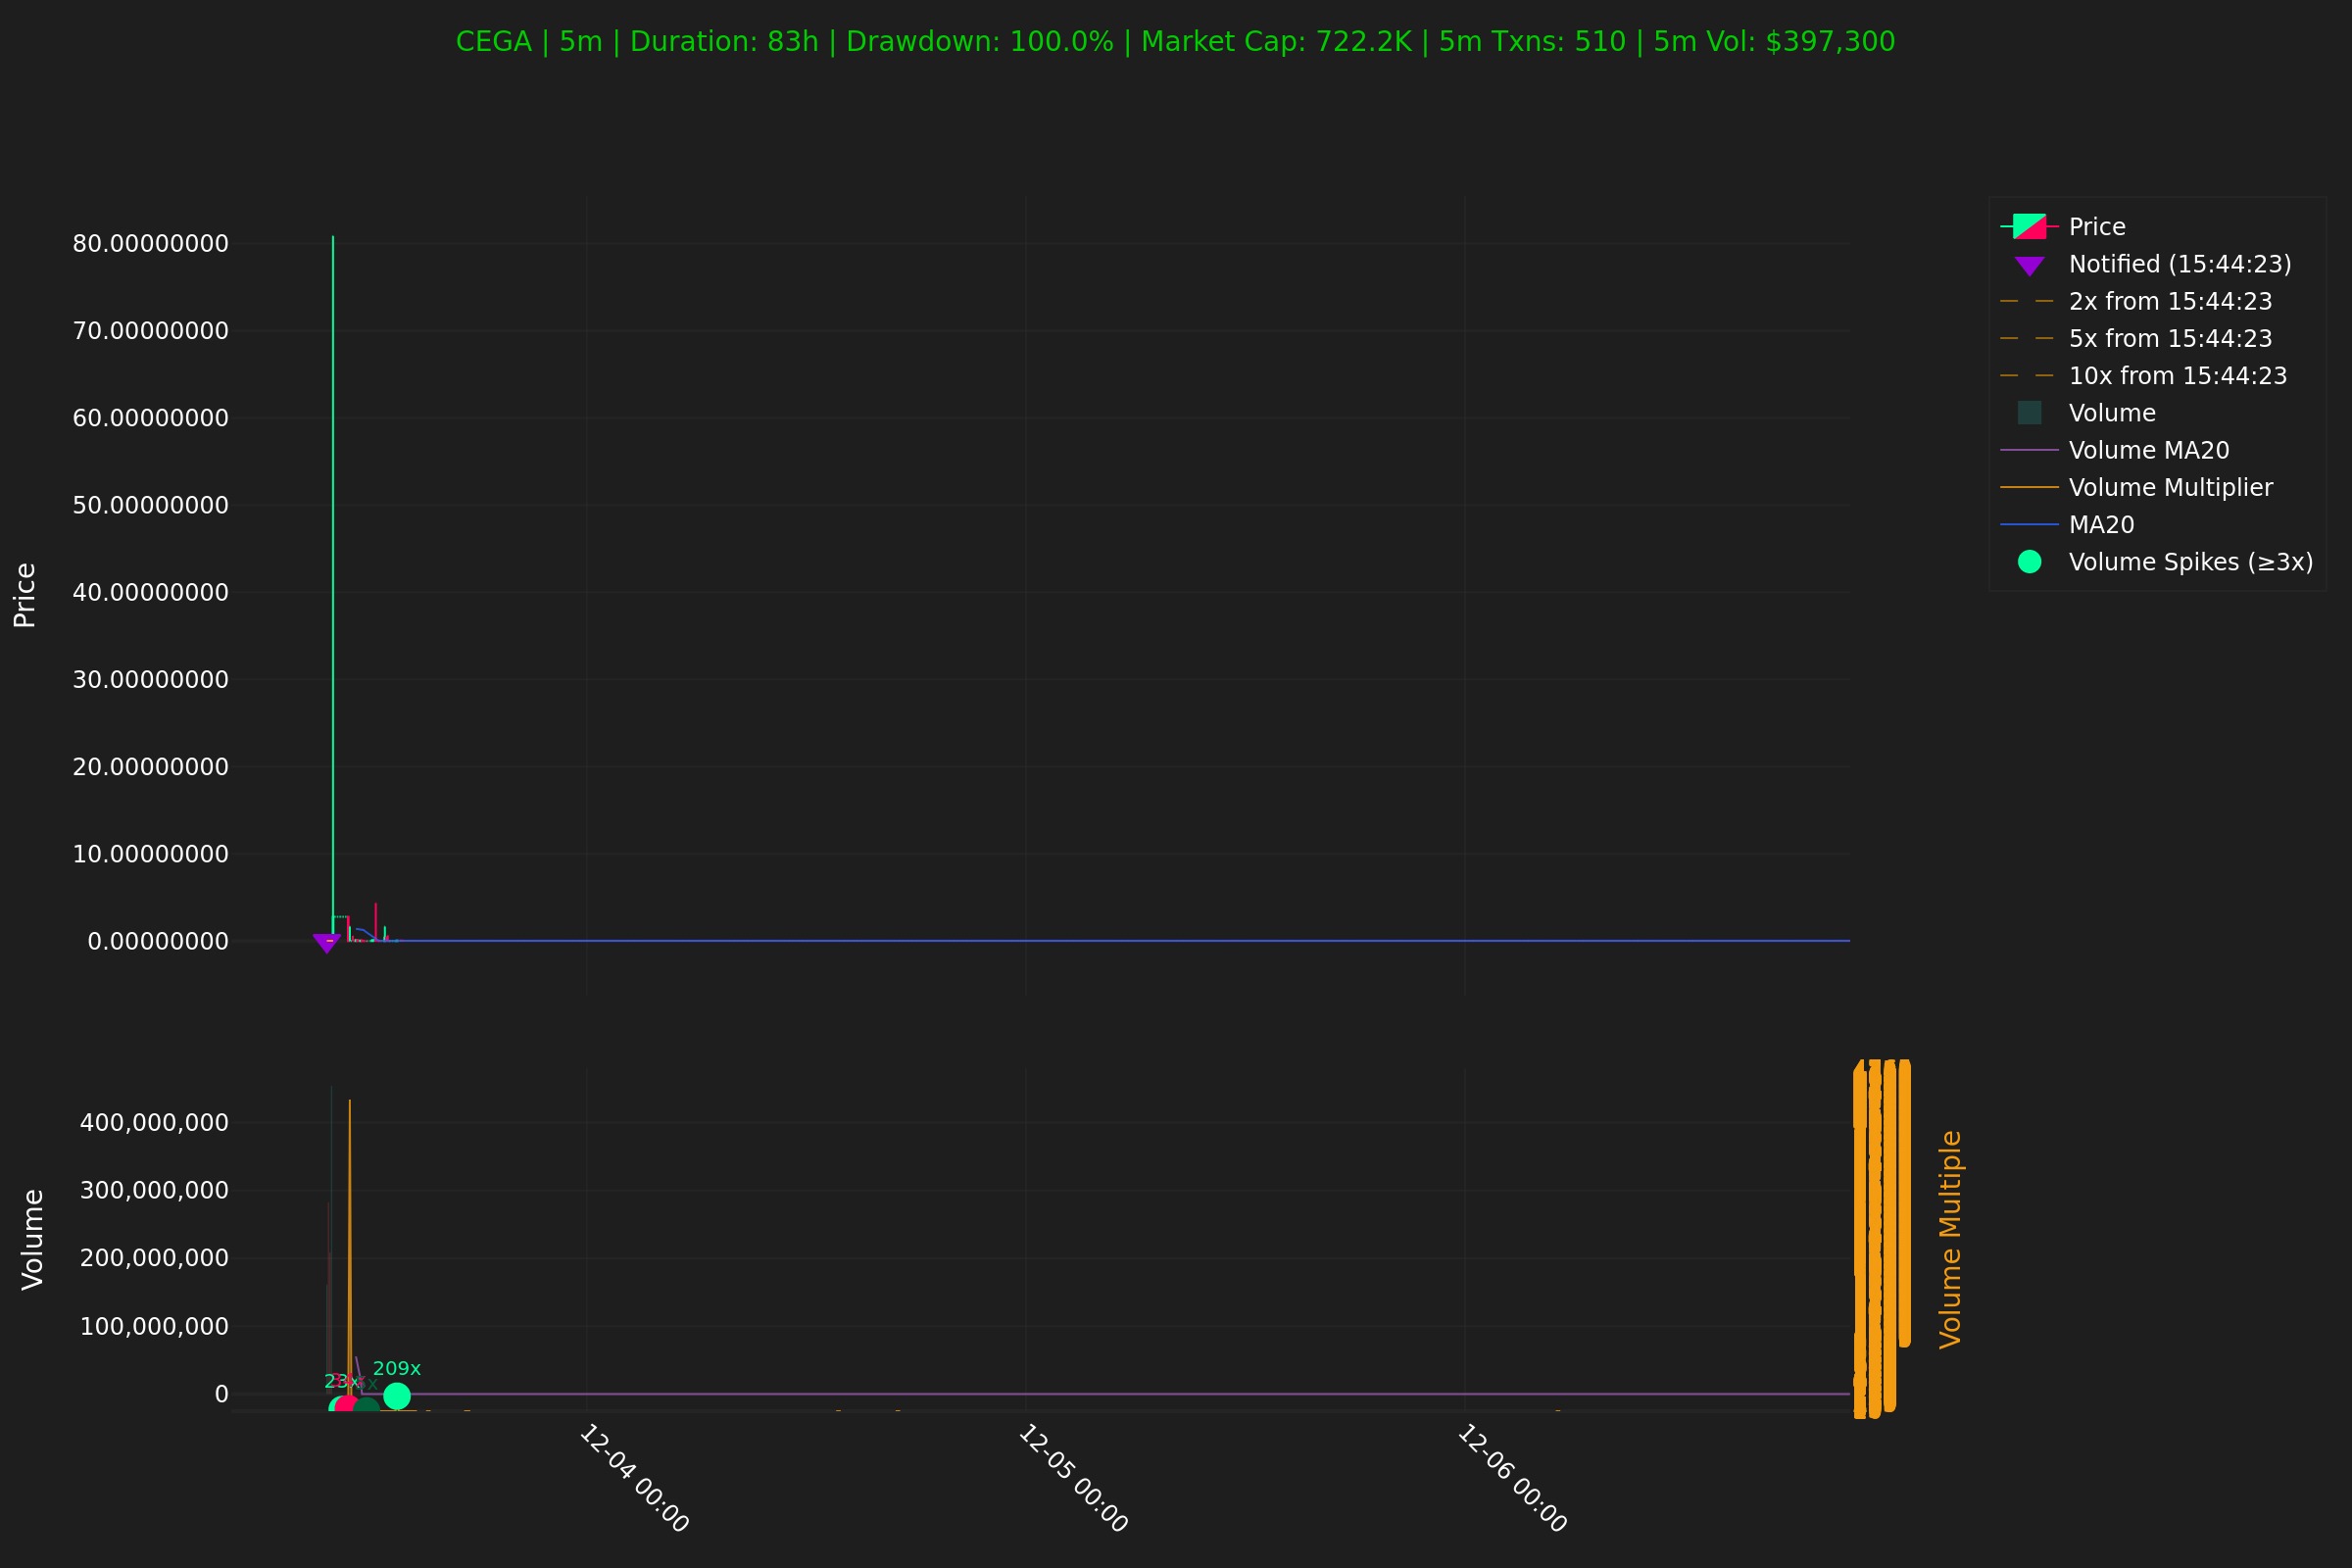 CEGA | 5m | Duration: 83h | Drawdown: 100.0% | Market Cap: 722.2K | 5m Txns: 510 | 5m Vol: $397,300
80.00000000
70.00000000
60.00000000
50.00000000
40.00000000
30.00000000
20.00000000
10.00000000
0.00000000
Price
Price
Notified (15:44:23)
2x from 15:44:23
5x from 15:44:23
10x from 15:44:23
Volume
Volume MA20
Volume Multiplier
MA20
Volume Spikes (≥3x)
400,000,000
300,000,000
200,000,000
100,000,000
0
Volume
209x
Volume Multiple
12-04 00:00
12-05 00:00
12-06 00:00